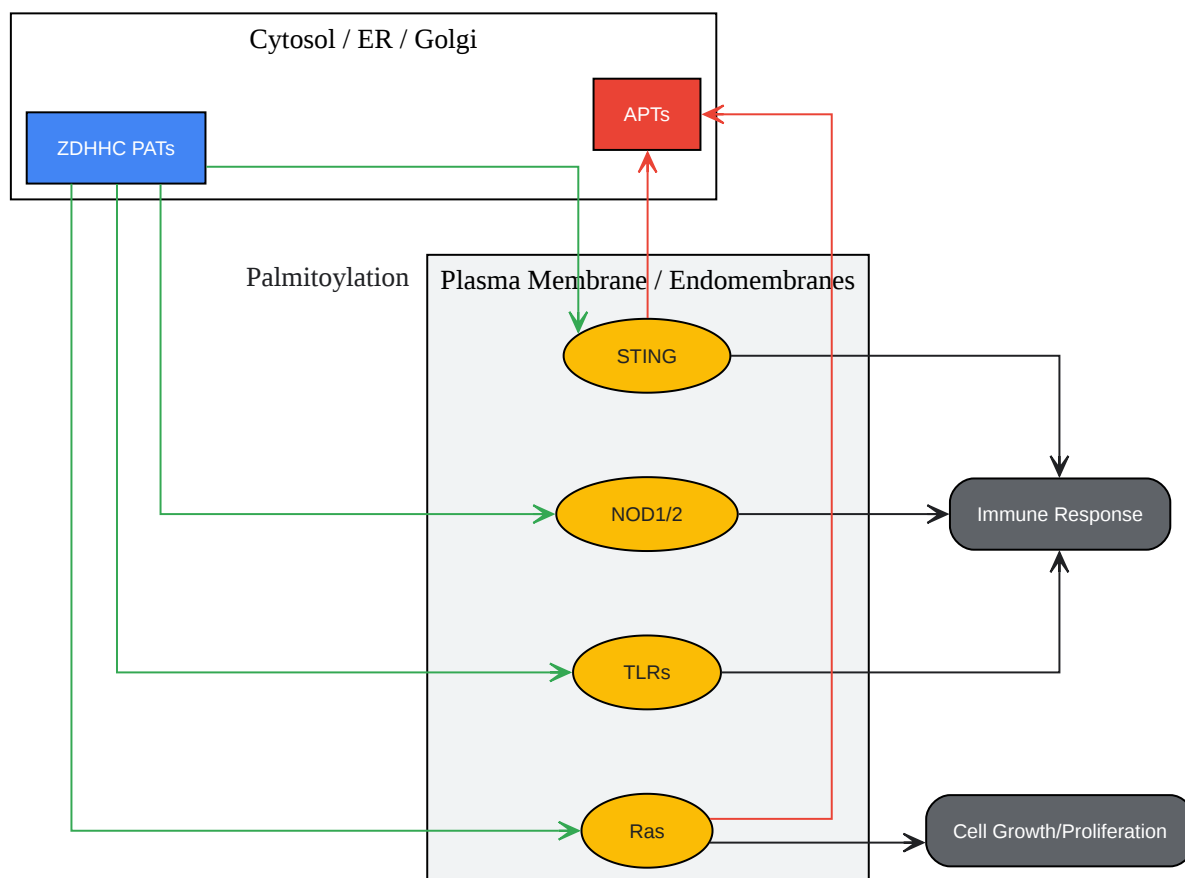 Cytosol / ER / Golgi
APTs
ZDHHC PATs
Palmitoylation
Plasma Membrane / Endomembranes
STING
NOD1/2
Immune Response
TLRs
Ras
Cell Growth/Proliferation